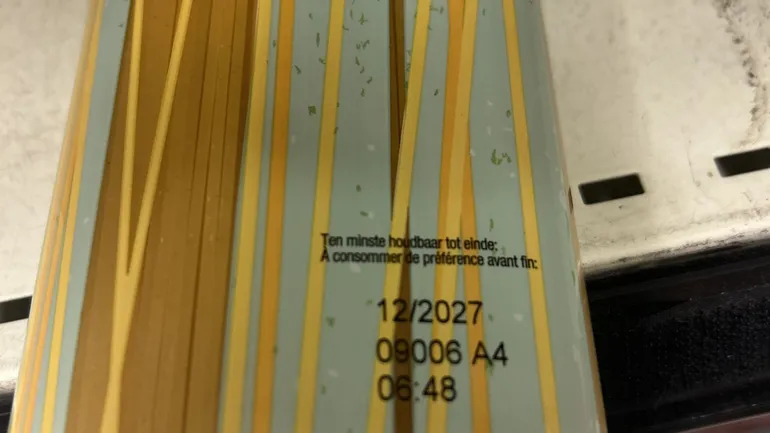 Ten minste houdbaar tot einde:
À consommer de préférence avant fin:
12/2027
09006 A4
06:48